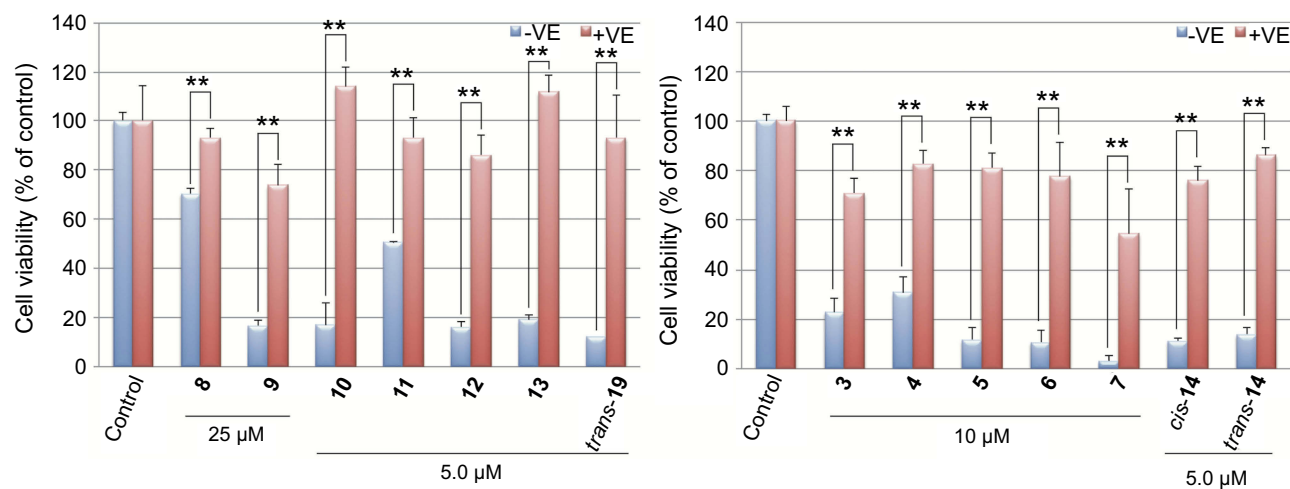 140
120
100
80
60
40
20
0
Cell viability (% of control)
-VE +VE
** ** ** ** ** ** **
Control 8 9 10 11 12 13 trans-19
25 µM
5.0 µM
140
120
100
80
60
40
20
0
Cell viability (% of control)
-VE +VE
** ** ** ** ** ** **
Control 3 4 5 6 7 cis-14 trans-14
10 µM
5.0 µM